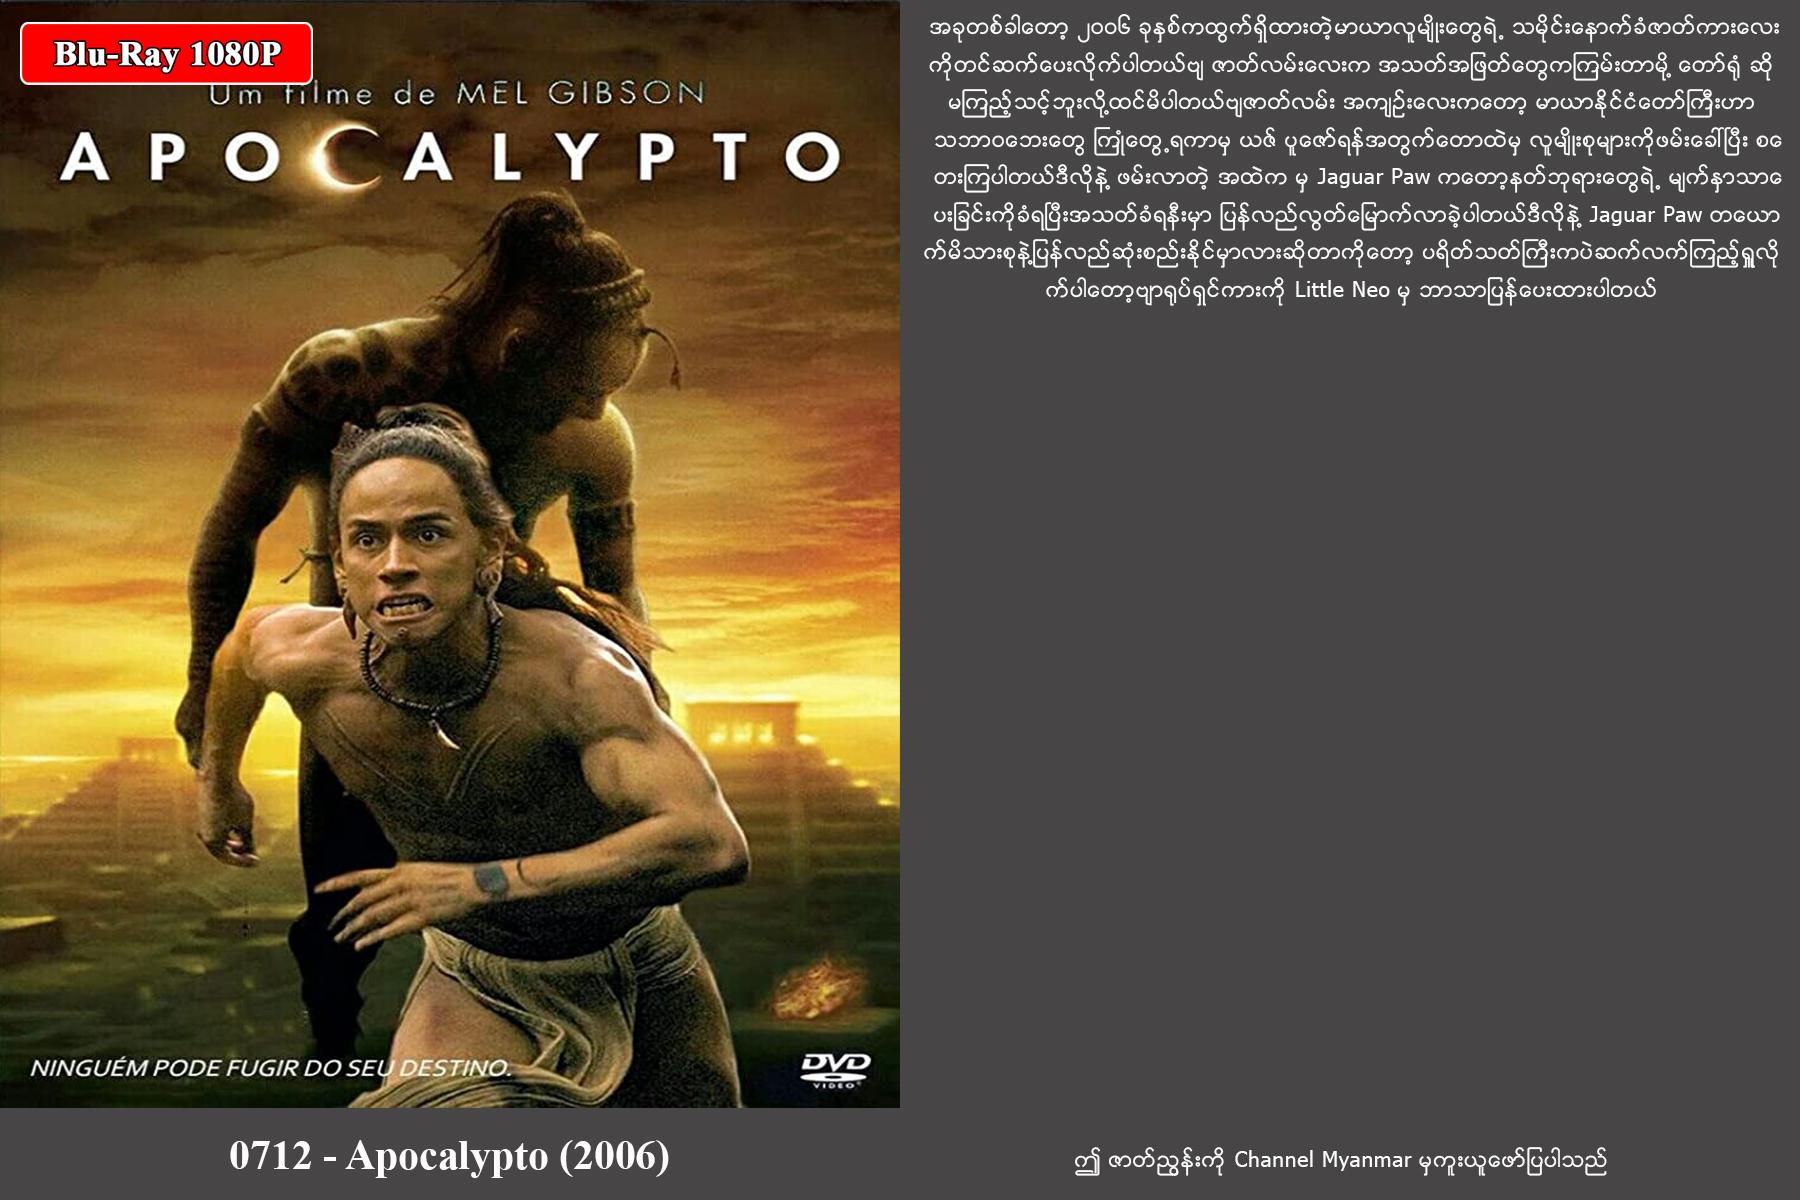 Blu-Ray 1080P
Um filme de MEL GIBSON
APOCALYPTO
NINGUÉM PODE FUGIR DO SEU DESTINO.
DVD
VIDEO
0712 - Apocalypto (2006)
အခုတစ်ခါတော့ ၂၀၀၆ ခုနှစ်ကထွက်ရှိထားတဲ့မာယာလူမျိုးတွေရဲ့ သမိုင်းနောက်ခံဇာတ်ကားလေး
ကိုတင်ဆက်ပေးလိုက်ပါတယ်ဗျ ဇာတ်လမ်းလေးက အသတ်အဖြတ်တွေကကြမ်းတာမို့ တော်ရုံ ဆို
မကြည့်သင့်ဘူးလို့ထင်မိပါတယ်ဗျဇာတ်လမ်း အကျဉ်းလေးကတော့ မာယာနိုင်ငံတော်ကြီးဟာ
သဘာဝဘေးတွေ ကြုံတွေ့ရကာမှ ယဇ် ပူဇော်ရန်အတွက်တောထဲမှ လူမျိုးစုများကိုဖမ်းခေါ်ပြီး စေ
တးကြပါတယ်ဒီလိုနဲ့ ဖမ်းလာတဲ့ အထဲက မှ Jaguar Paw ကတော့နတ်ဘုရားတွေရဲ့ မျက်နှာသာေ
ပးခြင်းကိုခံရပြီးအသတ်ခံရနီးမှာ ပြန်လည်လွတ်မြောက်လာခဲ့ပါတယ်ဒီလိုနဲ့ Jaguar Paw တယော
က်မိသားစုနဲ့ပြန်လည်ဆုံးစည်းနိုင်မှာလားဆိုတာကိုတော့ ပရိတ်သတ်ကြီးကပဲဆက်လက်ကြည့်ရှူလို
က်ပါတော့ဗျာရုပ်ရှင်ကားကို Little Neo မှ ဘာသာပြန်ပေးထားပါတယ်
ဤ ဇာတ်ညွှန်းကို Channel Myanmar မှကူးယူဖော်ပြပါသည်